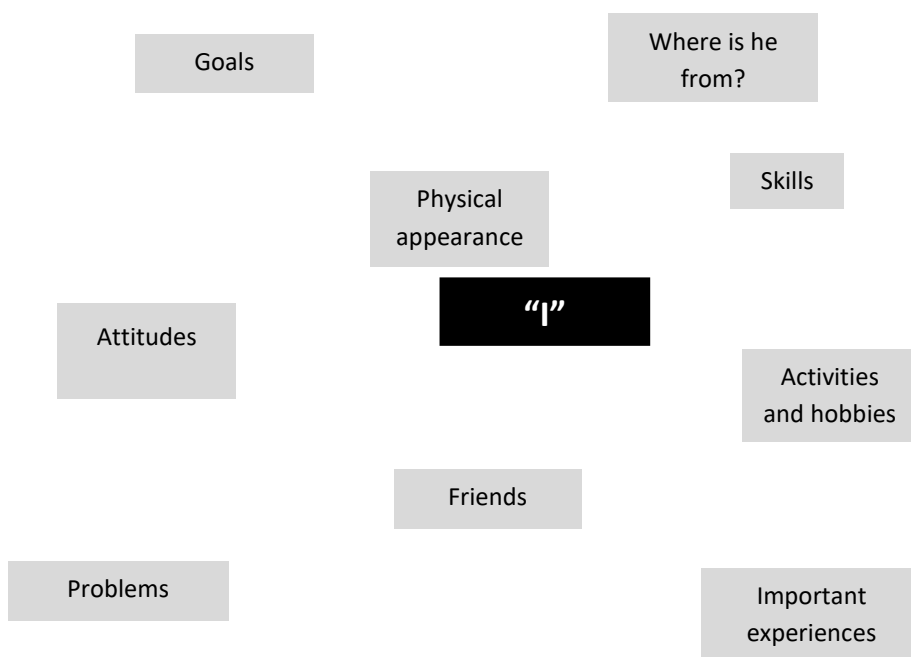 Goals
Where is he
from?
Skills
Physical
appearance
“I”
Attitudes
Activities
and hobbies
Friends
Problems
Important
experiences